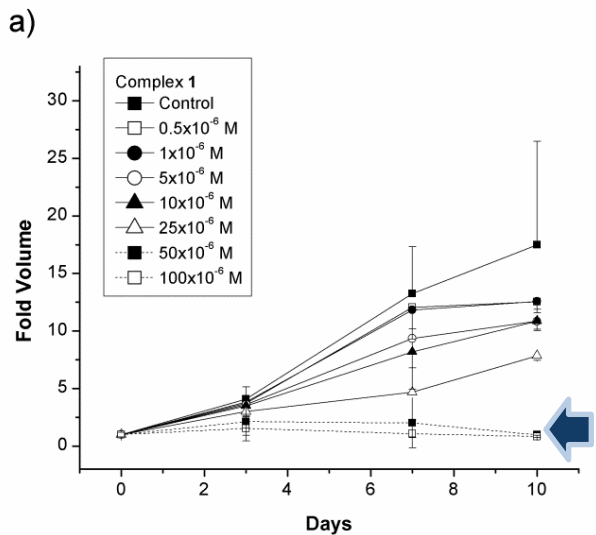 a)
Complex 1
Control
0.5x10⁻⁶ M
1x10⁻⁶ M
5x10⁻⁶ M
10x10⁻⁶ M
25x10⁻⁶ M
50x10⁻⁶ M
100x10⁻⁶ M
Fold Volume
30
25
20
15
10
5
0
0 2 4 6 8 10
Days